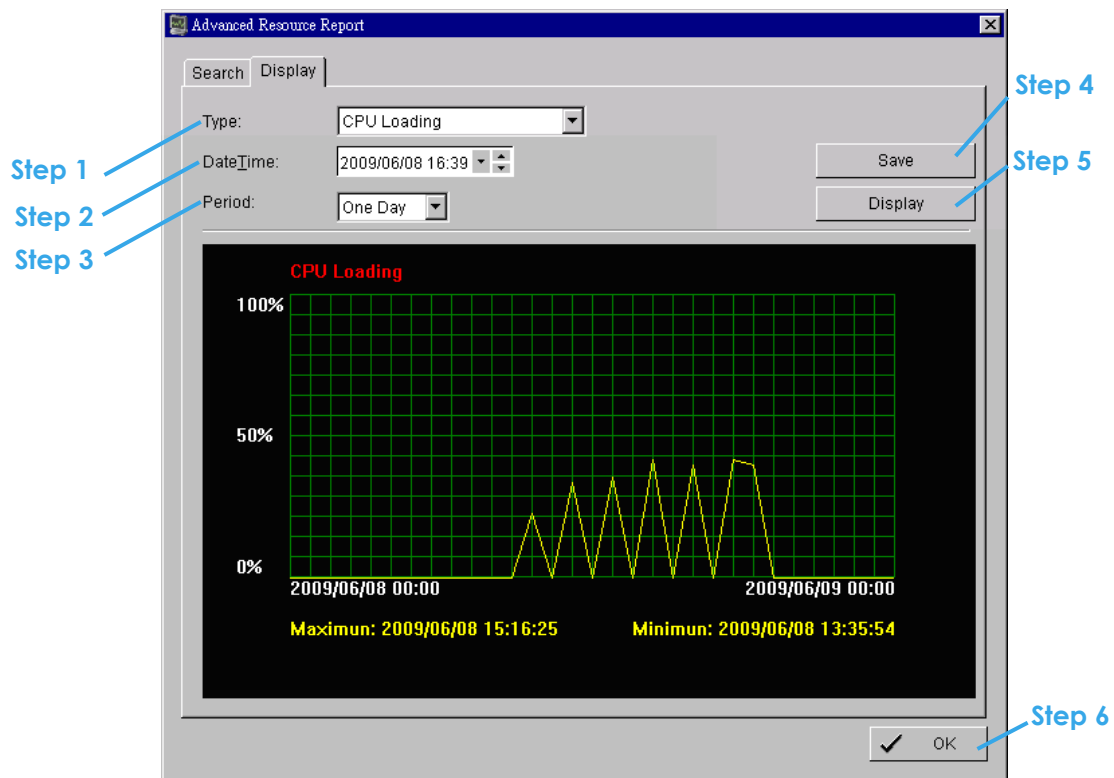 Advanced Resource Report
Search Display
Step 4
Type: CPU Loading
Step 1
DateTime: 2009/06/08 16:39
Save
Step 5
Step 2
Period: One Day
Display
Step 3
CPU Loading
100%
50%
0%
2009/06/08 00:00 2009/06/09 00:00
Maximun: 2009/06/08 15:16:25 Minimun: 2009/06/08 13:35:54
Step 6
OK